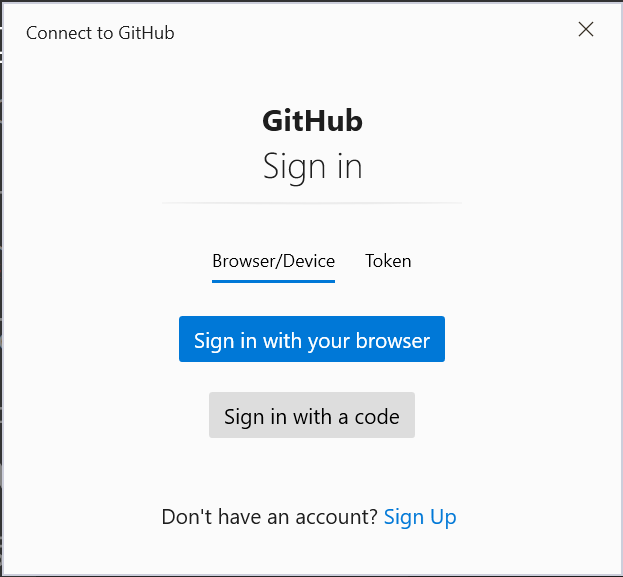 Connect to GitHub
GitHub
Sign in
Browser/Device Token
Sign in with your browser
Sign in with a code
Don't have an account? Sign Up